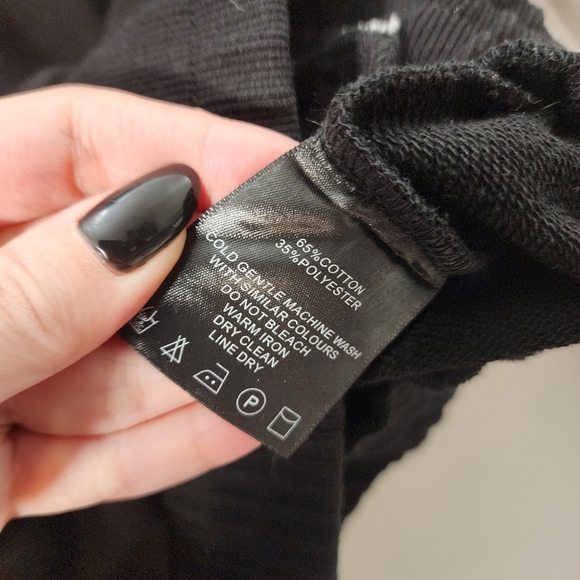 65%COTTON
35%POLYESTER
COLD GENTLE MACHINE WASH
WITH SIMILAR COLOURS
DO NOT BLEACH
WARM IRON
DRY CLEAN
LINE DRY
P